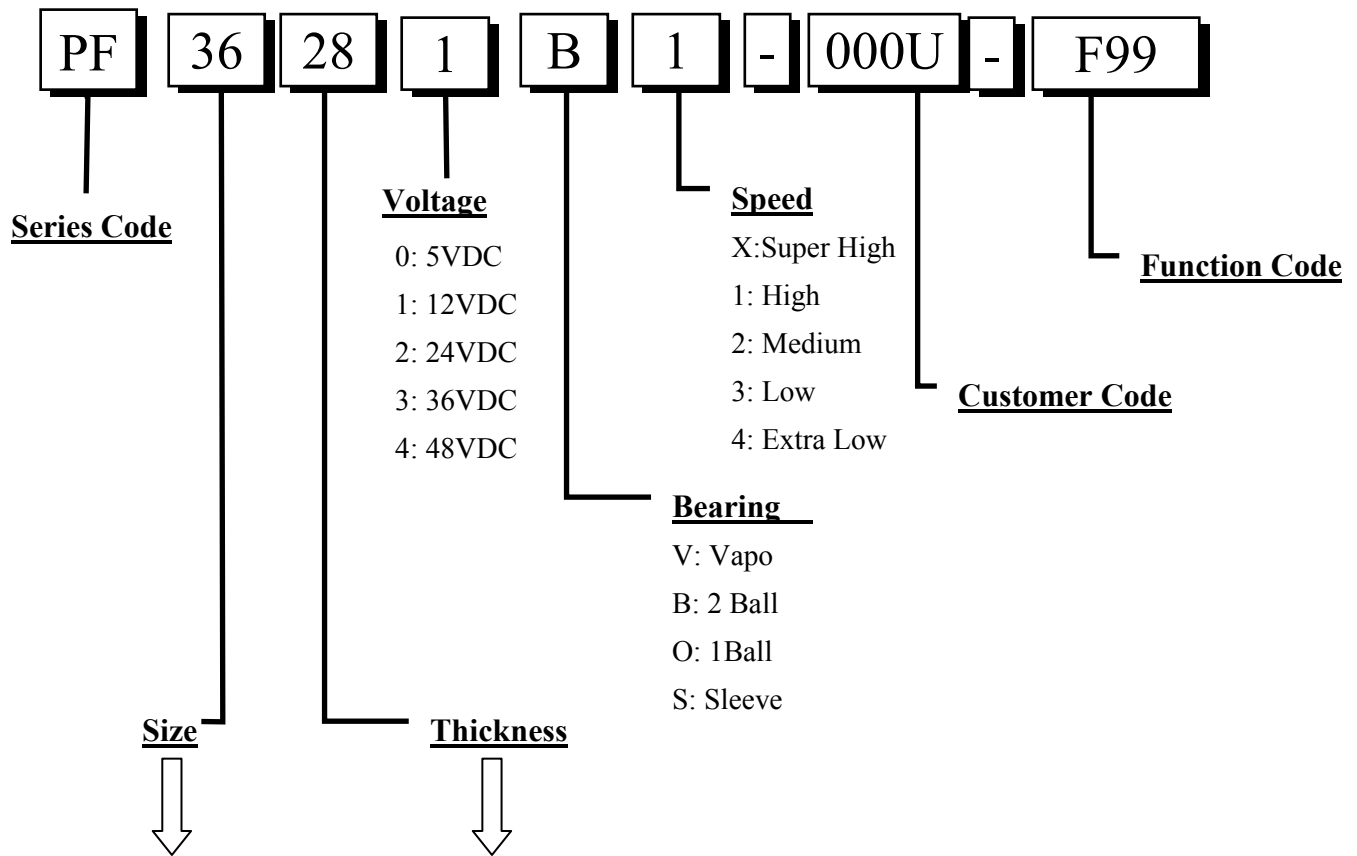 PF 36 28 1 B 1 - 000U - F99
Series Code
Voltage
0: 5VDC
1: 12VDC
2: 24VDC
3: 36VDC
4: 48VDC
Speed
X:Super High
1: High
2: Medium
3: Low
4: Extra Low
Function Code
Customer Code
Bearing
V: Vapo
B: 2 Ball
O: 1Ball
S: Sleeve
Size
Thickness